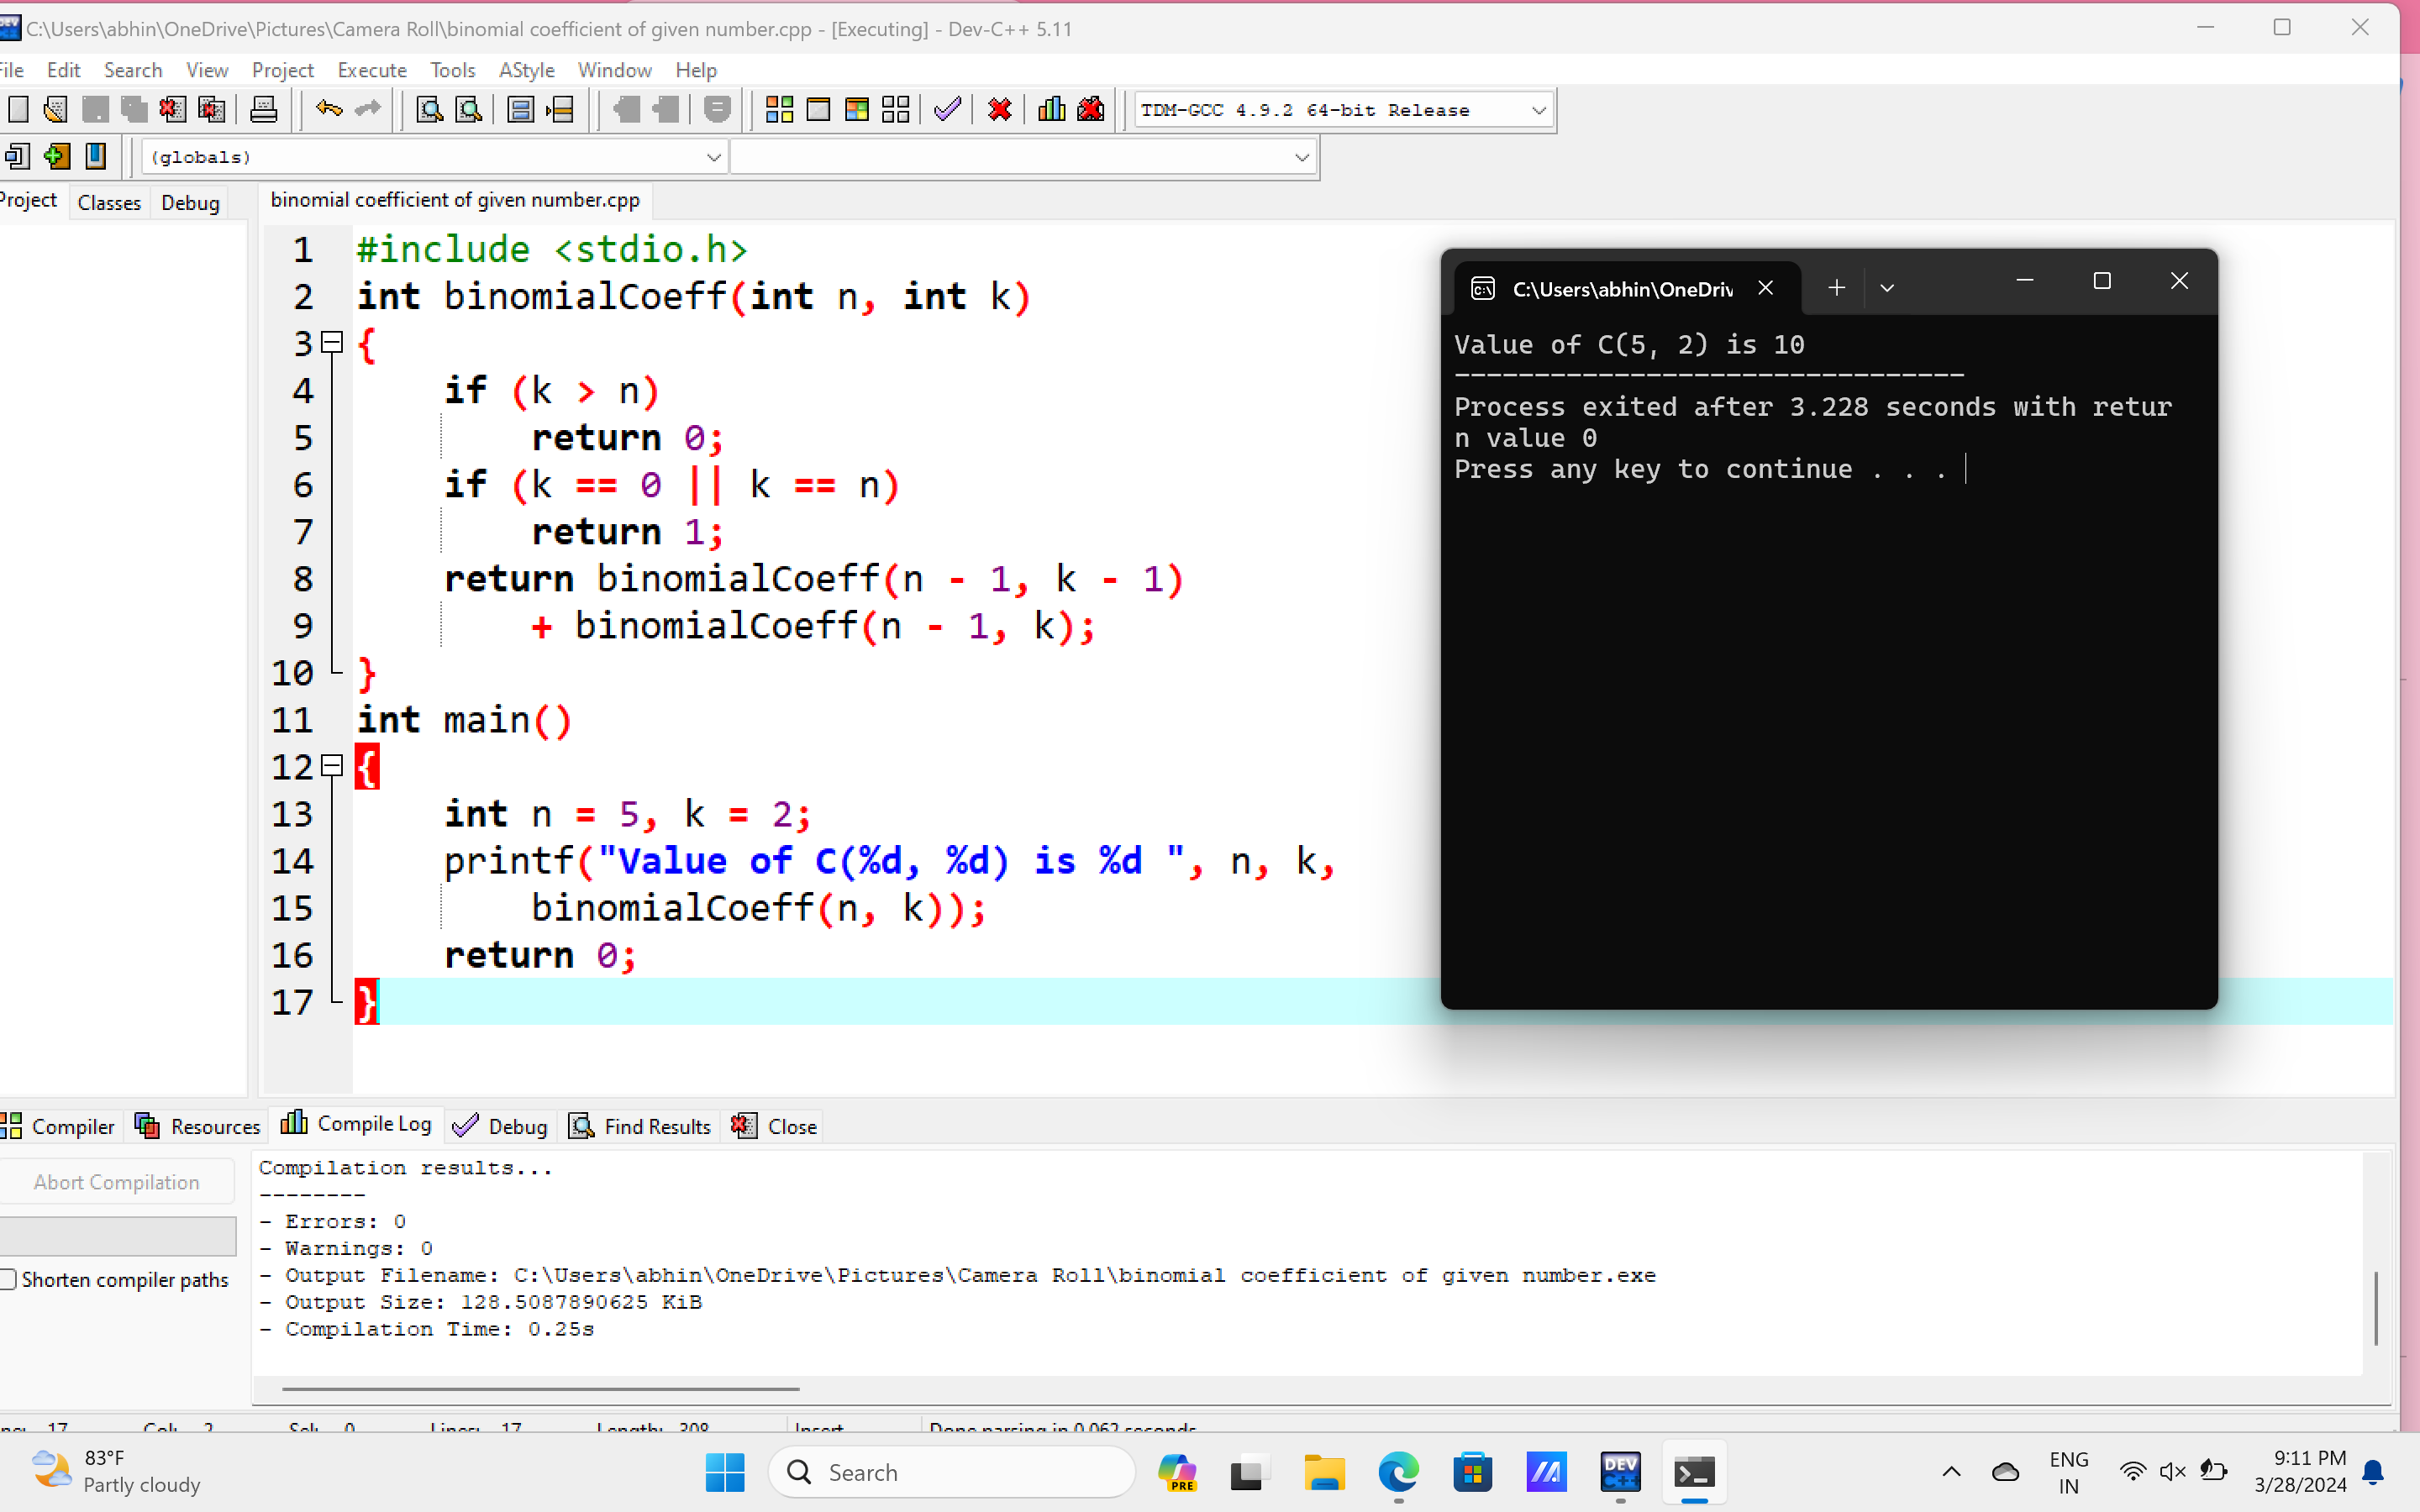 C:\Users\abhin\OneDrive\Pictures\Camera Roll\binomial coefficient of given number.cpp - [Executing] - Dev-C++ 5.11
File Edit Search View Project Execute Tools AStyle Window Help
TDM-GCC 4.9.2 64-bit Release
(globals)
Project Classes Debug
binomial coefficient of given number.cpp
1 #include <stdio.h>
2 int binomialCoeff(int n, int k)
3 {
4 if (k > n)
5 return 0;
6 if (k == 0 || k == n)
7 return 1;
8 return binomialCoeff(n - 1, k - 1)
9 + binomialCoeff(n - 1, k);
10 }
11 int main()
12 {
13 int n = 5, k = 2;
14 printf("Value of C(%d, %d) is %d ", n, k,
15 binomialCoeff(n, k));
16 return 0;
17 }
C:\Users\abhin\OneDriv
Value of C(5, 2) is 10
--------------------------------
Process exited after 3.228 seconds with retur
n value 0
Press any key to continue . . .
Compiler Resources Compile Log Debug Find Results Close
Abort Compilation
Shorten compiler paths
Compilation results...
--------
- Errors: 0
- Warnings: 0
- Output Filename: C:\Users\abhin\OneDrive\Pictures\Camera Roll\binomial coefficient of given number.exe
- Output Size: 128.5087890625 KiB
- Compilation Time: 0.25s
17 Col: 2 Sel: 0 Lines: 17 Length: 308 Insert Done parsing in 0.062 seconds
83°F
Partly cloudy
Search
PRE
DEV
C++
ENG
IN
9:11 PM
3/28/2024